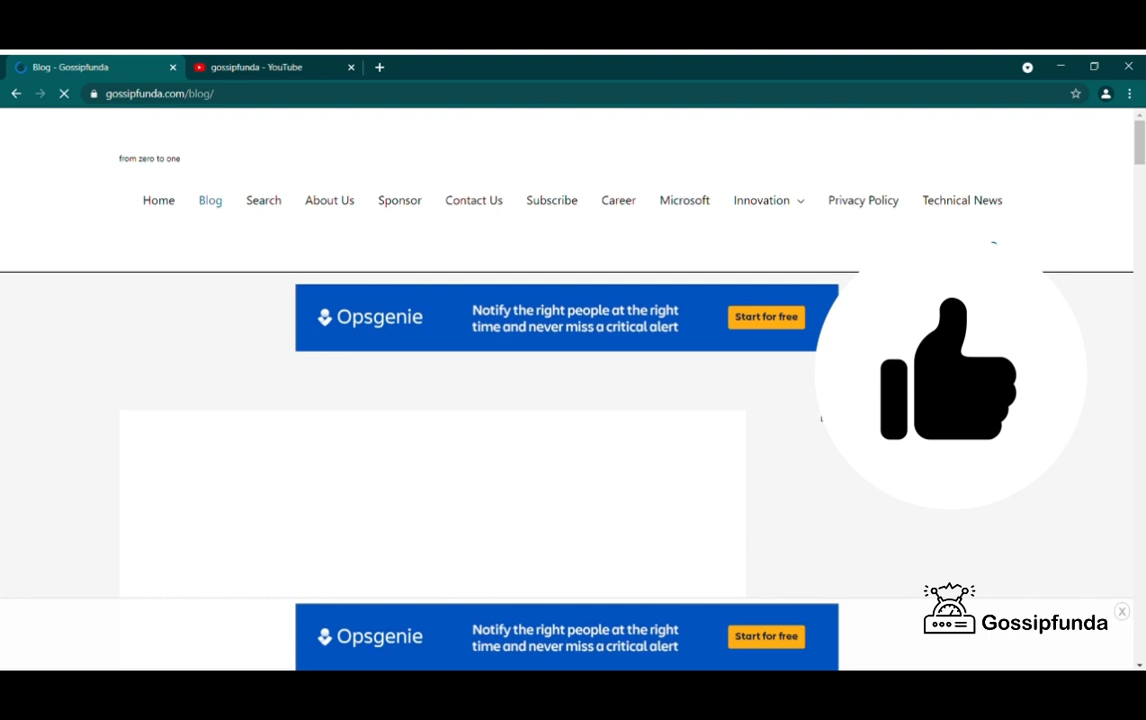 Blog - Gossipfunda
gossipfunda - YouTube
gossipfunda.com/blog/
from zero to one
Home Blog Search About Us Sponsor Contact Us Subscribe Career Microsoft Innovation Privacy Policy Technical News
Opsgenie
Notify the right people at the right
time and never miss a critical alert
Start for free
Gossipfunda
X
Opsgenie
Notify the right people at the right
time and never miss a critical alert
Start for free